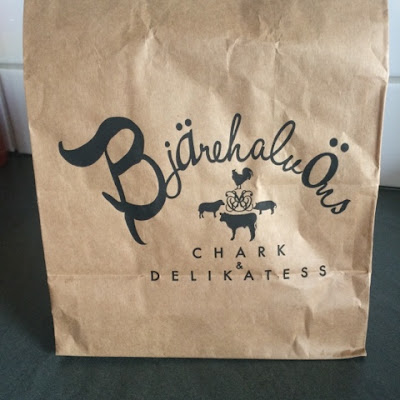 Bjärehalvöns
CHARK
&
DELIKATESS